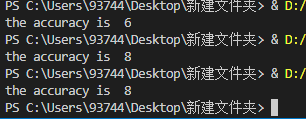 PS C:\Users\93744\Desktop\新建文件夹> & D:/
the accuracy is  6
PS C:\Users\93744\Desktop\新建文件夹> & D:/
the accuracy is  8
PS C:\Users\93744\Desktop\新建文件夹> & D:/
the accuracy is  8
PS C:\Users\93744\Desktop\新建文件夹>